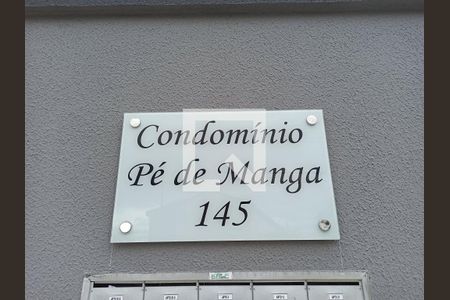 Condomínio
Pé de Manga
145